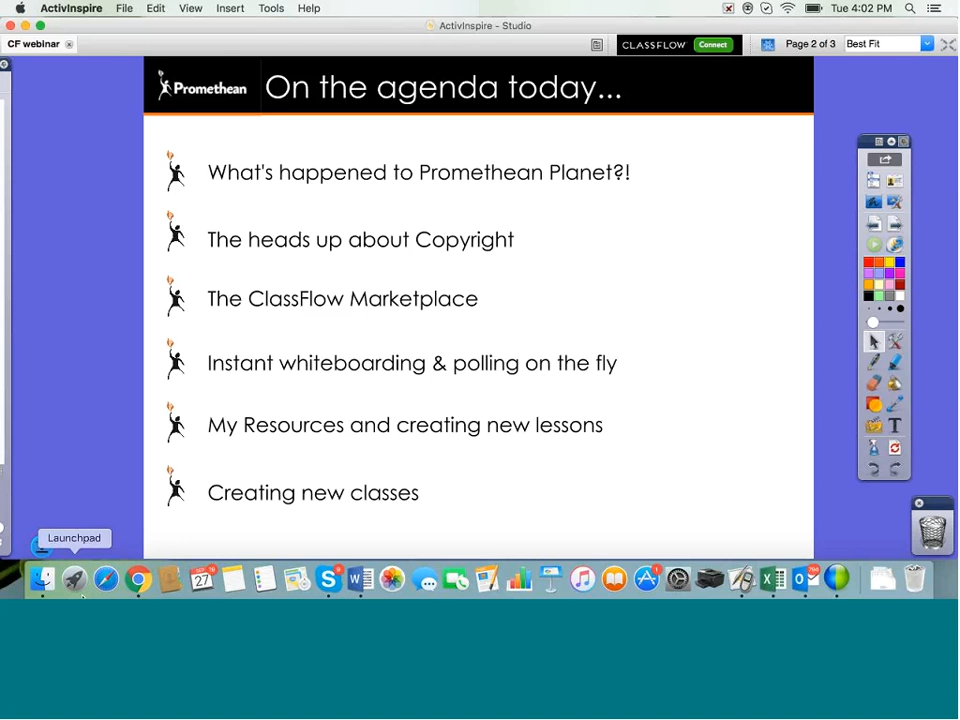 ActivInspire File Edit View Insert Tools Help Tue 4:02 PM
ActivInspire - Studio
CF webinar CLASSFLOW Connect Page 2 of 3 Best Fit
Promethean On the agenda today...
What's happened to Promethean Planet?!
The heads up about Copyright
The ClassFlow Marketplace
Instant whiteboarding & polling on the fly
My Resources and creating new lessons
Creating new classes
Launchpad
27